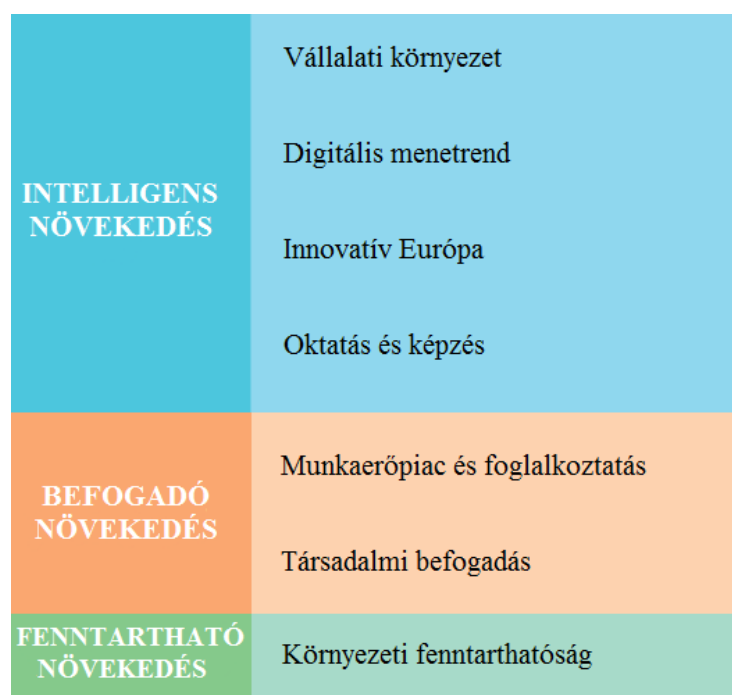 INTELLIGENS
NÖVEKEDÉS
Vállalati környezet
Digitális menetrend
Innovatív Európa
Oktatás és képzés
BEFOGADÓ
NÖVEKEDÉS
Munkaerőpiac és foglalkoztatás
Társadalmi befogadás
FENNTARTHATÓ
NÖVEKEDÉS
Környezeti fenntarthatóság